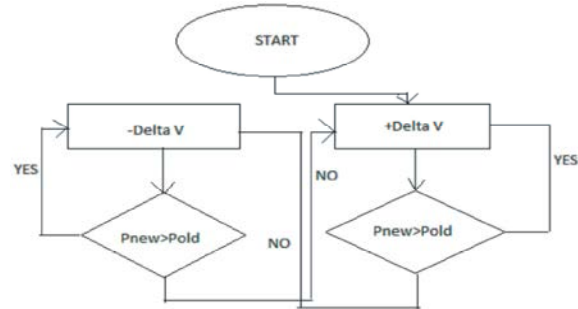 START
-Delta V
+Delta V
YES
NO
YES
Pnew>Pold
NO
Pnew>Pold